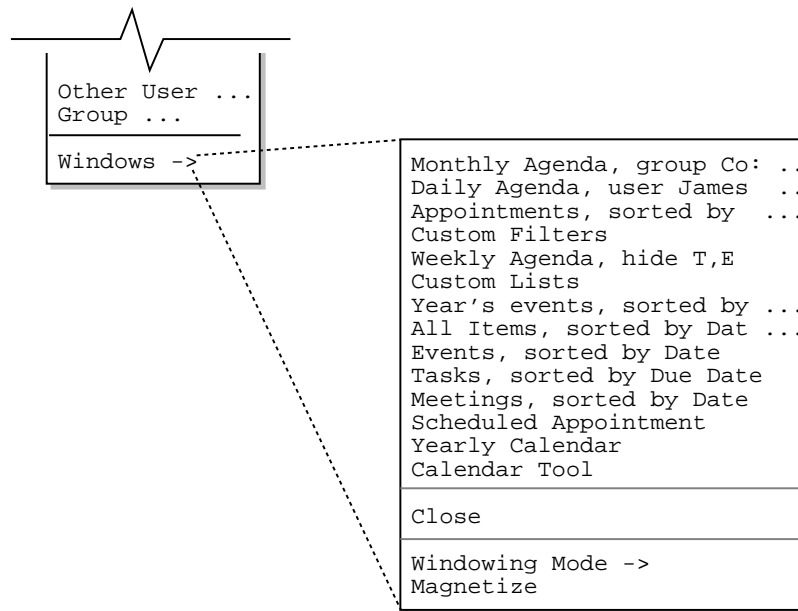 Other User ...
Group ...
Windows ->
Monthly Agenda, group Co: ..
Daily Agenda, user James ..
Appointments, sorted by ...
Custom Filters
Weekly Agenda, hide T,E
Custom Lists
Year's events, sorted by ...
All Items, sorted by Dat ...
Events, sorted by Date
Tasks, sorted by Due Date
Meetings, sorted by Date
Scheduled Appointment
Yearly Calendar
Calendar Tool
Close
Windowing Mode ->
Magnetize